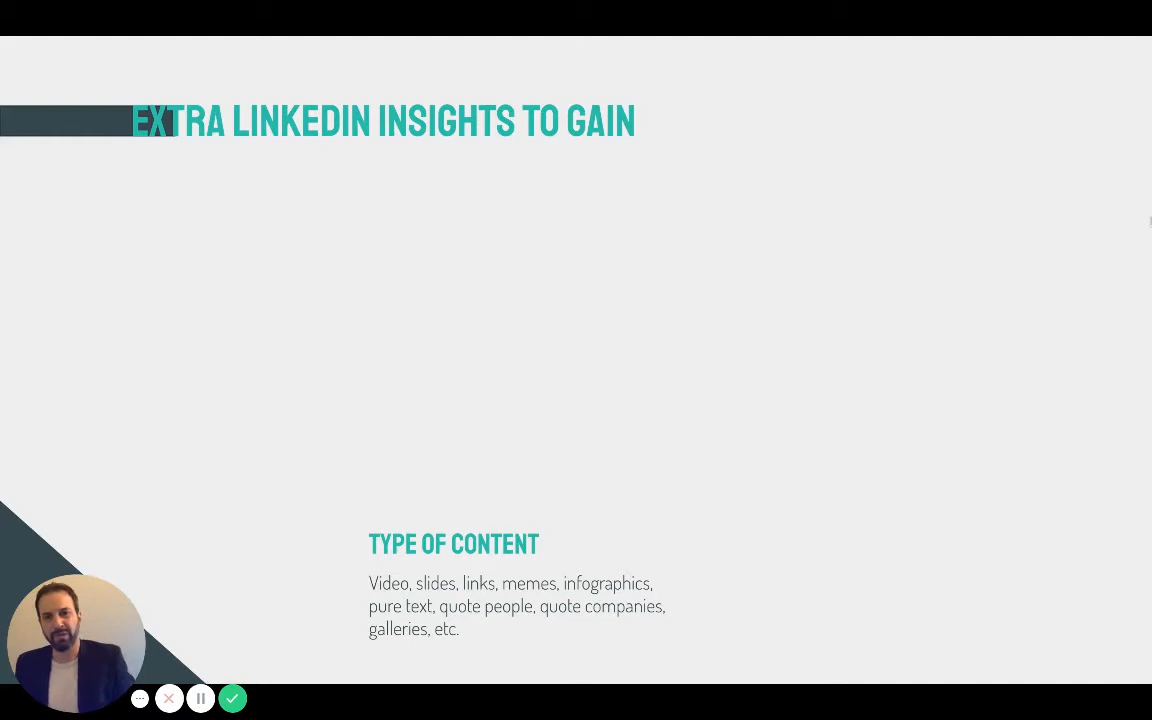 EXTRA LINKEDIN INSIGHTS TO GAIN
TYPE OF CONTENT
Video, slides, links, memes, infographics,
pure text, quote people, quote companies,
galleries, etc.